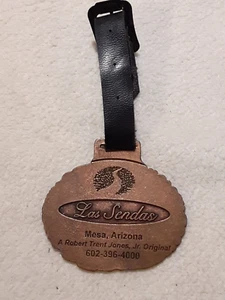 Las Sendas
Mesa, Arizona
A Robert Trent Jones, Jr. Original
602-396-4000